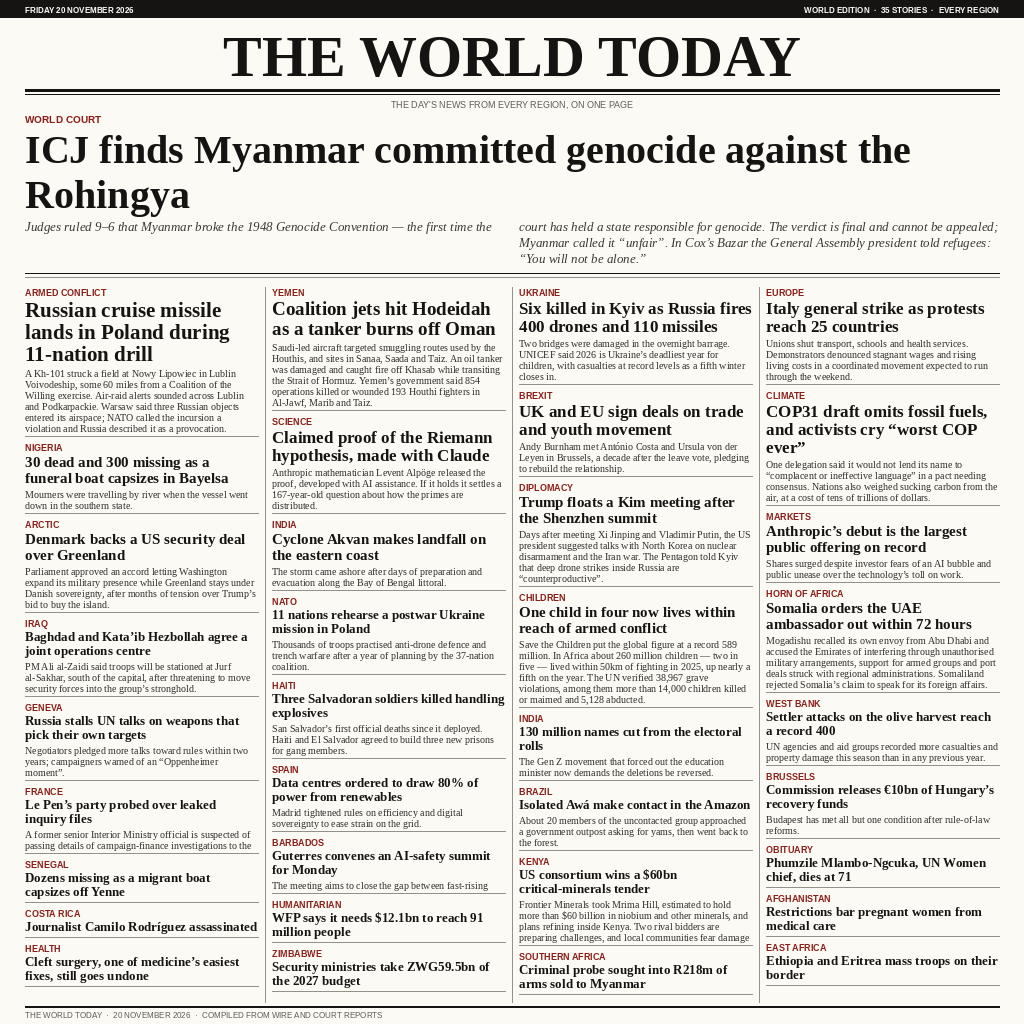 FRIDAY 20 NOVEMBER 2026
WORLD EDITION · 35 STORIES · EVERY REGION
THE WORLD TODAY
THE DAY'S NEWS FROM EVERY REGION, ON ONE PAGE
WORLD COURT
ICJ finds Myanmar committed genocide against the
Rohingya
Judges ruled 9–6 that Myanmar broke the 1948 Genocide Convention — the first time the
court has held a state responsible for genocide. The verdict is final and cannot be appealed;
Myanmar called it “unfair”. In Cox’s Bazar the General Assembly president told refugees:
“You will not be alone.”
ARMED CONFLICT
Russian cruise missile
lands in Poland during
11-nation drill
A Kh-101 struck a field at Nowy Lipowiec in Lublin
Voivodeship, some 60 miles from a Coalition of the
Willing exercise. Air-raid alerts sounded across Lublin
and Podkarpackie. Warsaw said three Russian objects
entered its airspace; NATO called the incursion a
violation and Russia described it as a provocation.
NIGERIA
30 dead and 300 missing as a
funeral boat capsizes in Bayelsa
Mourners were travelling by river when the vessel went
down in the southern state.
ARCTIC
Denmark backs a US security deal
over Greenland
Parliament approved an accord letting Washington
expand its military presence while Greenland stays under
Danish sovereignty, after months of tension over Trump’s
bid to buy the island.
IRAQ
Baghdad and Kata’ib Hezbollah agree a
joint operations centre
PM Ali al-Zaidi said troops will be stationed at Jurf
al-Sakhar, south of the capital, after threatening to move
security forces into the group’s stronghold.
GENEVA
Russia stalls UN talks on weapons that
pick their own targets
Negotiators pledged more talks toward rules within two
years; campaigners warned of an “Oppenheimer
moment”.
FRANCE
Le Pen’s party probed over leaked
inquiry files
A former senior Interior Ministry official is suspected of
passing details of campaign-finance investigations to the
SENEGAL
Dozens missing as a migrant boat
capsizes off Yenne
COSTA RICA
Journalist Camilo Rodríguez assassinated
HEALTH
Cleft surgery, one of medicine’s easiest
fixes, still goes undone
YEMEN
Coalition jets hit Hodeidah
as a tanker burns off Oman
Saudi-led aircraft targeted smuggling routes used by the
Houthis, and sites in Sanaa, Saada and Taiz. An oil tanker
was damaged and caught fire off Khasab while transiting
the Strait of Hormuz. Yemen’s government said 854
operatives killed or wounded 193 Houthi fighters in
Al-Jawf, Marib and Taiz.
SCIENCE
Claimed proof of the Riemann
hypothesis, made with Claude
Anthropic mathematician Levent Alpöge released the
proof, developed with AI assistance. If it holds it settles a
167-year-old question about how the primes are
distributed.
INDIA
Cyclone Akvan makes landfall on
the eastern coast
The storm came ashore after days of preparation and
evacuation along the Bay of Bengal littoral.
NATO
11 nations rehearse a postwar Ukraine
mission in Poland
Thousands of troops practised anti-drone defence and
trench warfare after a year of planning by the 37-nation
coalition.
HAITI
Three Salvadoran soldiers killed handling
explosives
San Salvador’s first official deaths since it deployed.
Haiti and El Salvador agreed to build three new prisons
for gang members.
SPAIN
Data centres ordered to draw 80% of
power from renewables
Madrid tightened rules on efficiency and digital
sovereignty to ease strain on the grid.
BARBADOS
Guterres convenes an AI-safety summit
for Monday
The meeting aims to close the gap between fast-rising
HUMANITARIAN
WFP says it needs $12.1bn to reach 91
million people
ZIMBABWE
Security ministries take ZWG59.5bn of
the 2027 budget
UKRAINE
Six killed in Kyiv as Russia fires
400 drones and 110 missiles
Two bridges were damaged in the overnight barrage.
UNICEF said 2026 is Ukraine’s deadliest year for
children, with casualties at record levels as a fifth winter
closes in.
BREXIT
UK and EU sign deals on trade
and youth movement
Andy Burnham met António Costa and Ursula von der
Leyen in Brussels, a decade after the leave vote, pledging
to rebuild the relationship.
DIPLOMACY
Trump floats a Kim meeting after
the Shenzhen summit
Days after meeting Xi Jinping and Vladimir Putin, the US
president suggested talks with North Korea on nuclear
disarmament and the Iran war. The Pentagon told Kyiv
that deep drone strikes inside Russia are
“counterproductive”.
CHILDREN
One child in four now lives within
reach of armed conflict
Save the Children put the global figure at a record 589
million. In Africa about 260 million children — two in
five — lived within 50km of fighting in 2025, up nearly a
fifth on the year. The UN verified 38,967 grave
violations, among them more than 14,000 children killed
or maimed and 5,128 abducted.
INDIA
130 million names cut from the electoral
rolls
The Gen Z movement that forced out the education
minister now demands the deletions be reversed.
BRAZIL
Isolated Awá make contact in the Amazon
About 20 members of the uncontacted group approached
a government outpost asking for yams, then went back to
the forest.
KENYA
US consortium wins a $60bn
critical-minerals tender
Frontier Minerals took Mrima Hill, estimated to hold
more than $60 billion in niobium and other minerals, and
plans refining inside Kenya. Two rival bidders are
preparing challenges, and local communities fear damage
SOUTHERN AFRICA
Criminal probe sought into R218m of
arms sold to Myanmar
EUROPE
Italy general strike as protests
reach 25 countries
Unions shut transport, schools and health services.
Demonstrators denounced stagnant wages and rising
living costs in a coordinated movement expected to run
through the weekend.
CLIMATE
COP31 draft omits fossil fuels,
and activists cry “worst COP
ever”
One delegation said it would not lend its name to
“complacent or ineffective language” in a pact needing
consensus. Nations also weighed sucking carbon from the
air, at a cost of tens of trillions of dollars.
MARKETS
Anthropic’s debut is the largest
public offering on record
Shares surged despite investor fears of an AI bubble and
public unease over the technology’s toll on work.
HORN OF AFRICA
Somalia orders the UAE
ambassador out within 72 hours
Mogadishu recalled its own envoy from Abu Dhabi and
accused the Emirates of interfering through unauthorised
military arrangements, support for armed groups and port
deals struck with regional administrations. Somaliland
rejected Somalia’s claim to speak for its foreign affairs.
WEST BANK
Settler attacks on the olive harvest reach
a record 400
UN agencies and aid groups recorded more casualties and
property damage this season than in any previous year.
BRUSSELS
Commission releases €10bn of Hungary’s
recovery funds
Budapest has met all but one condition after rule-of-law
reforms.
OBITUARY
Phumzile Mlambo-Ngcuka, UN Women
chief, dies at 71
AFGHANISTAN
Restrictions bar pregnant women from
medical care
EAST AFRICA
Ethiopia and Eritrea mass troops on their
border
THE WORLD TODAY · 20 NOVEMBER 2026 · COMPILED FROM WIRE AND COURT REPORTS